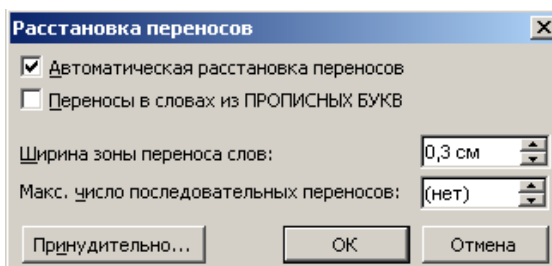 Расстановка переносов
Автоматическая расстановка переносов
Переносы в словах из ПРОПИСНЫХ БУКВ
Ширина зоны переноса слов: 0,3 см
Макс. число последовательных переносов: (нет)
Принудительно... ОК Отмена